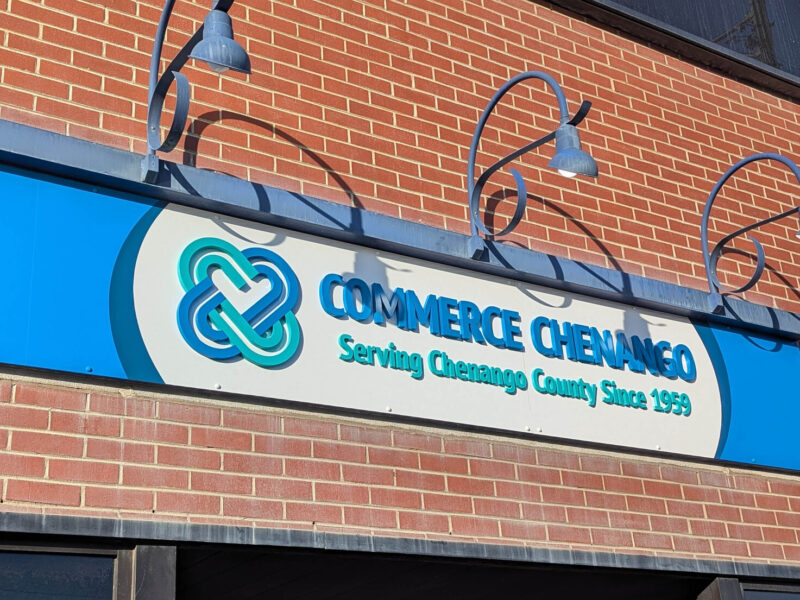 COMMERCE CHENANGO
Serving Chenango County Since 1959